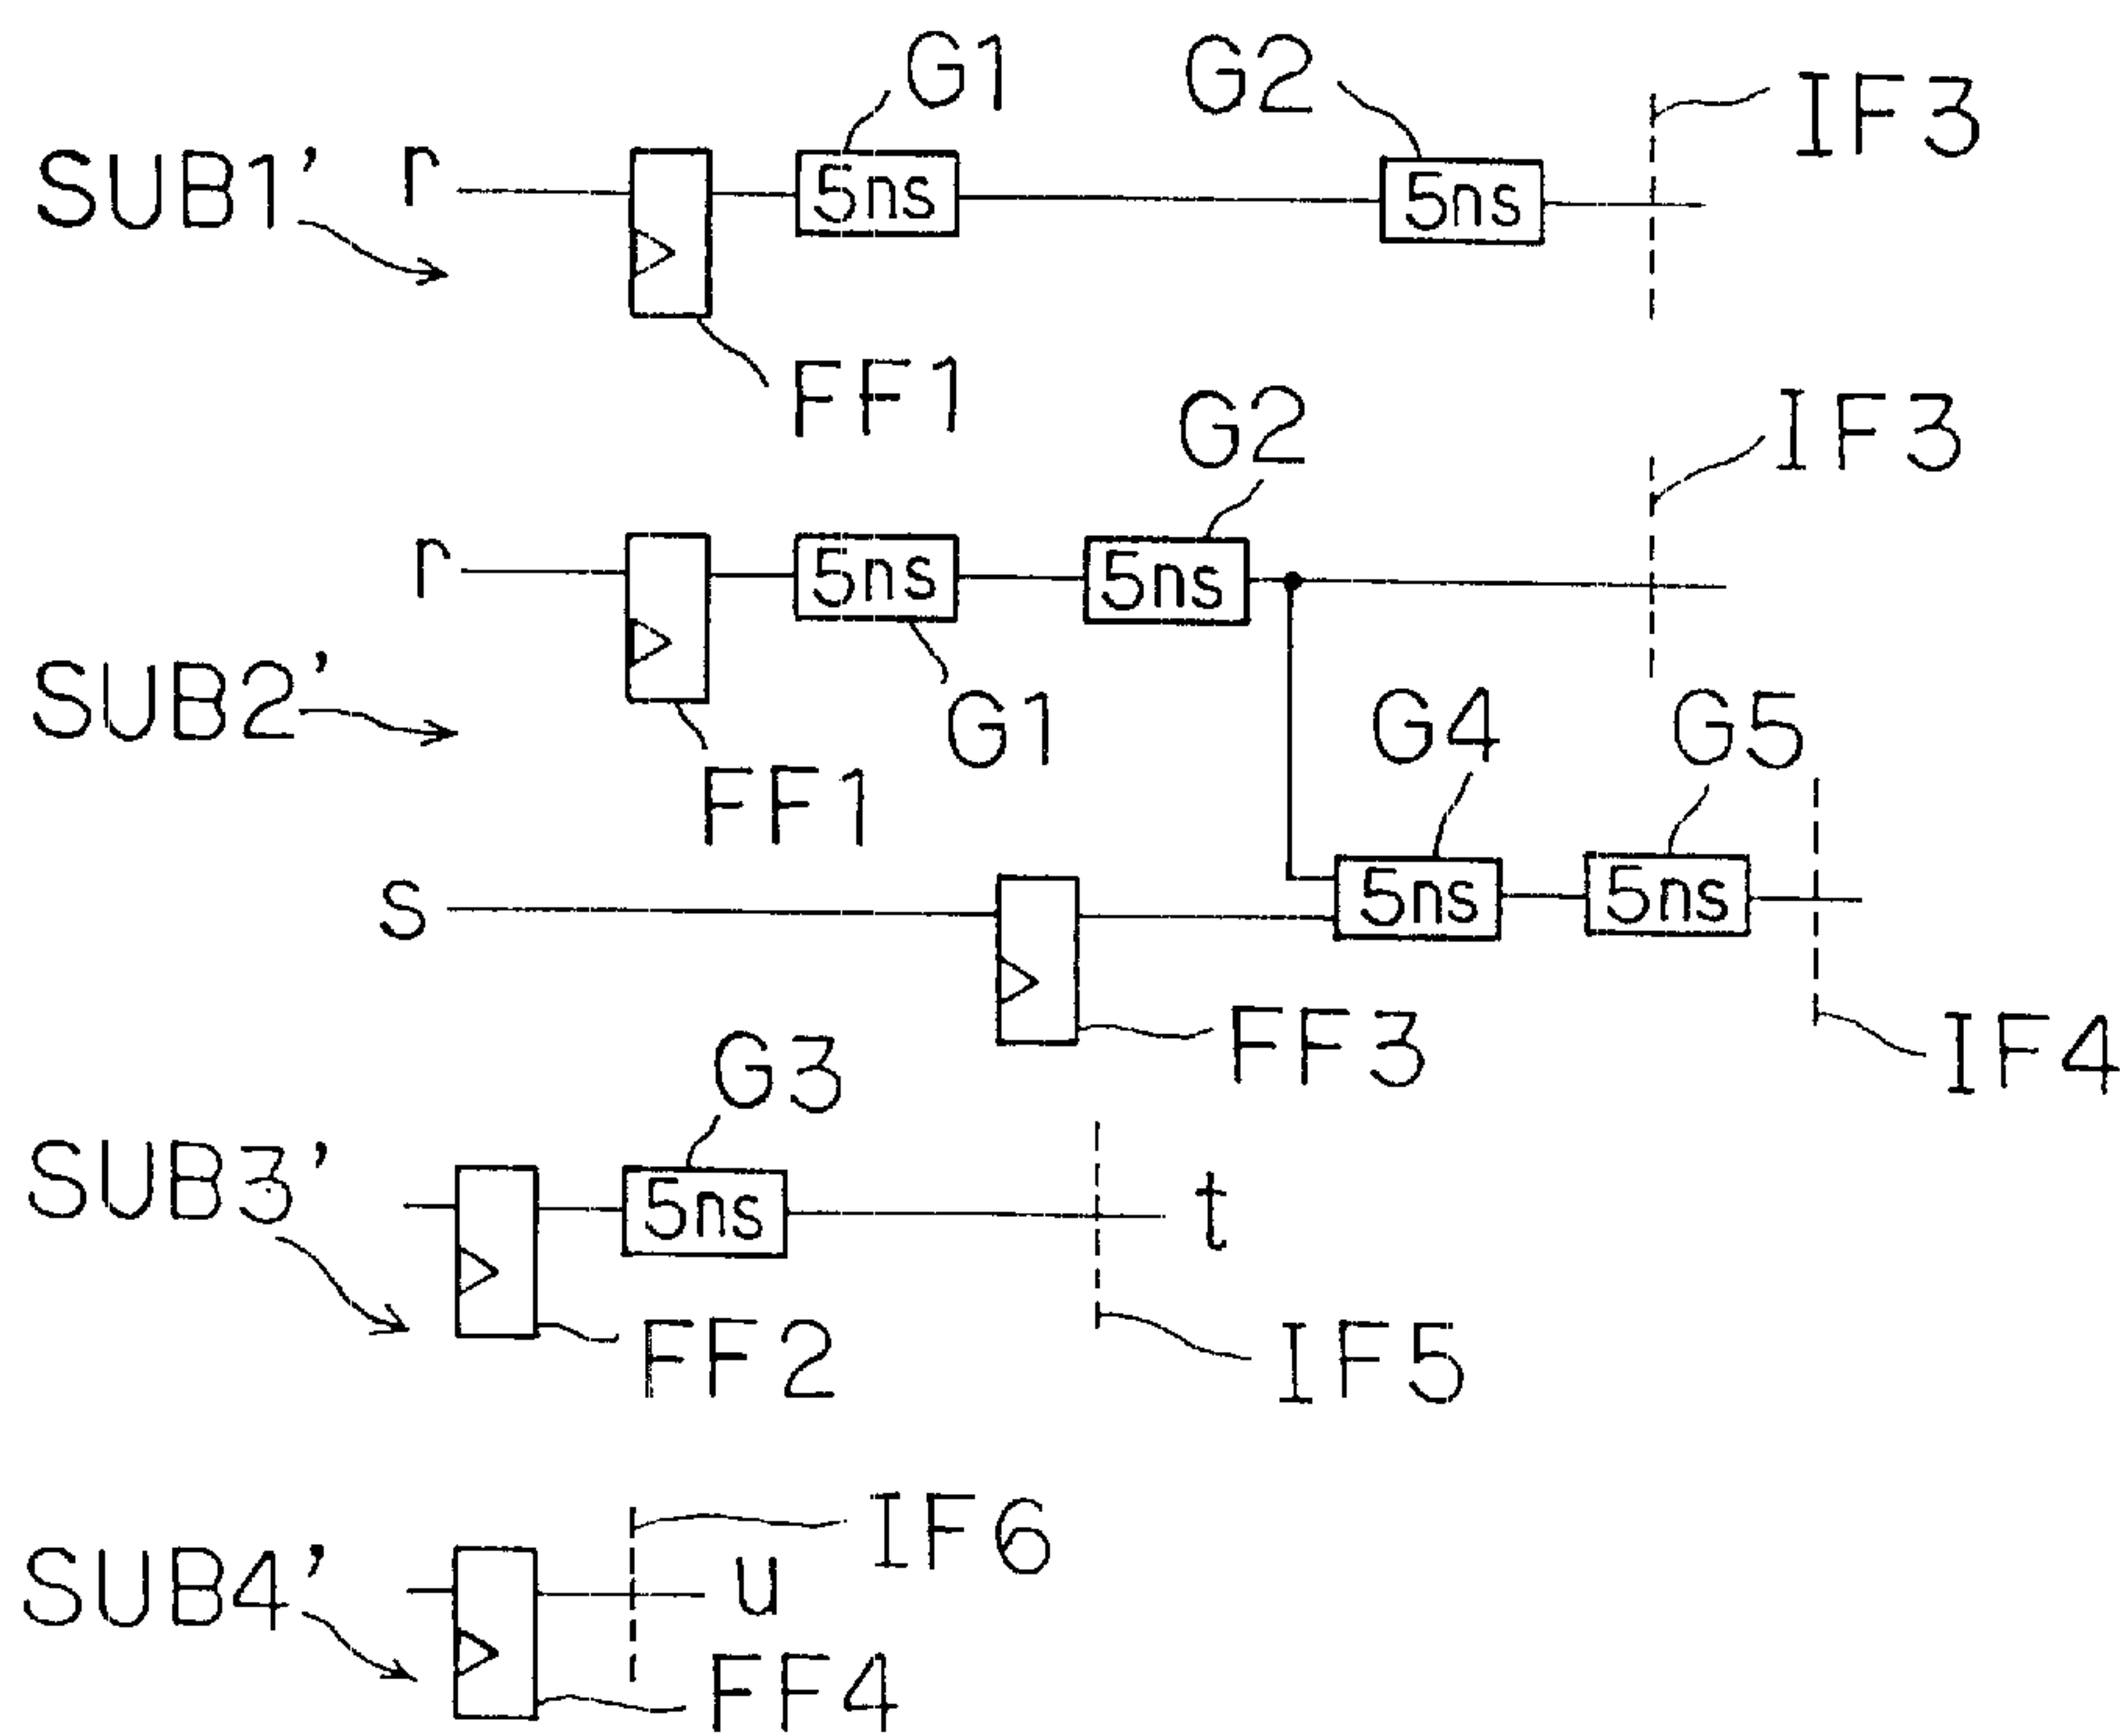 G1 G2 IF3
SUB1' r 5ns 5ns
FF1
G2 IF3
r 5ns 5ns
SUB2' G1 G4 G5
FF1
S 5ns 5ns
G3 FF3 IF4
SUB3' 5ns t
FF2 IF5
IF6
SUB4' u
FF4